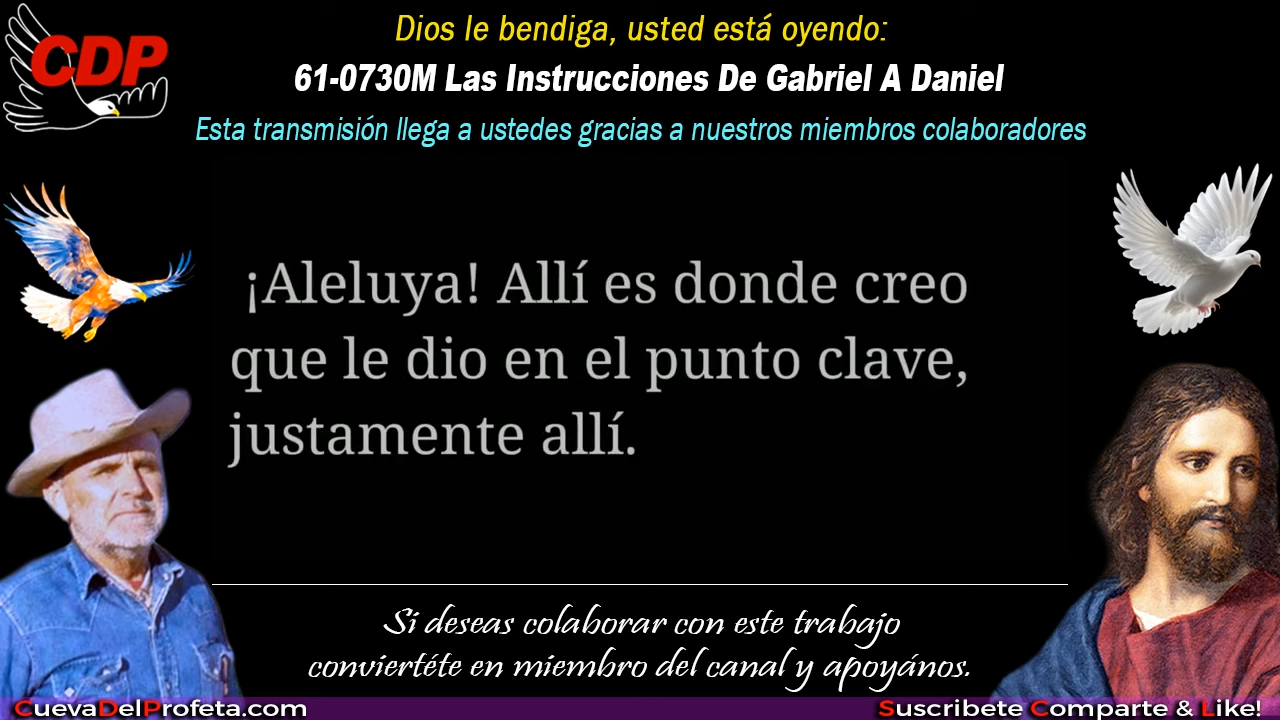 CDP
Dios le bendiga, usted está oyendo:
61-0730M Las Instrucciones De Gabriel A Daniel
Esta transmisión llega a ustedes gracias a nuestros miembros colaboradores
¡Aleluya! Allí es donde creo
que le dio en el punto clave,
justamente allí.
Si deseas colaborar con este trabajo
conviertéte en miembro del canal y apoyános.
CuevaDelProfeta.com
Suscribete Comparte & Like!